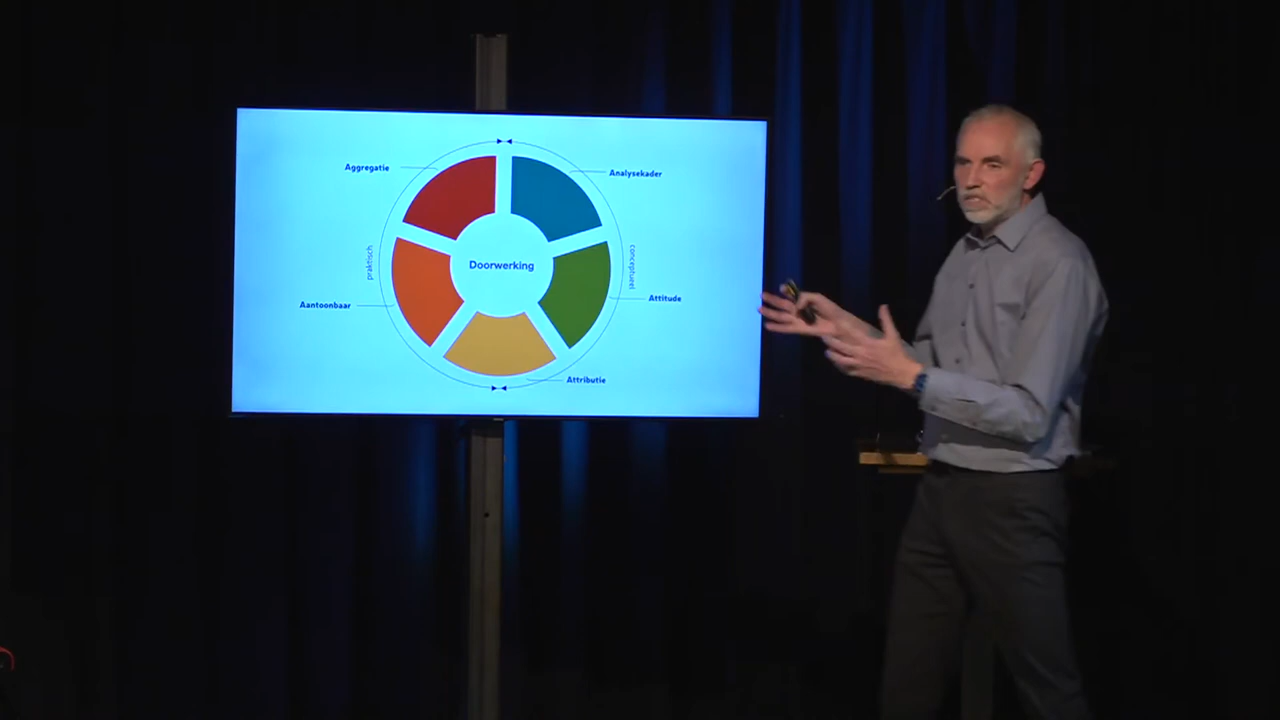 Aggregatie
Analysekader
praktisch
Doorwerking
conceptueel
Aantoonbaar
Attitude
Attributie